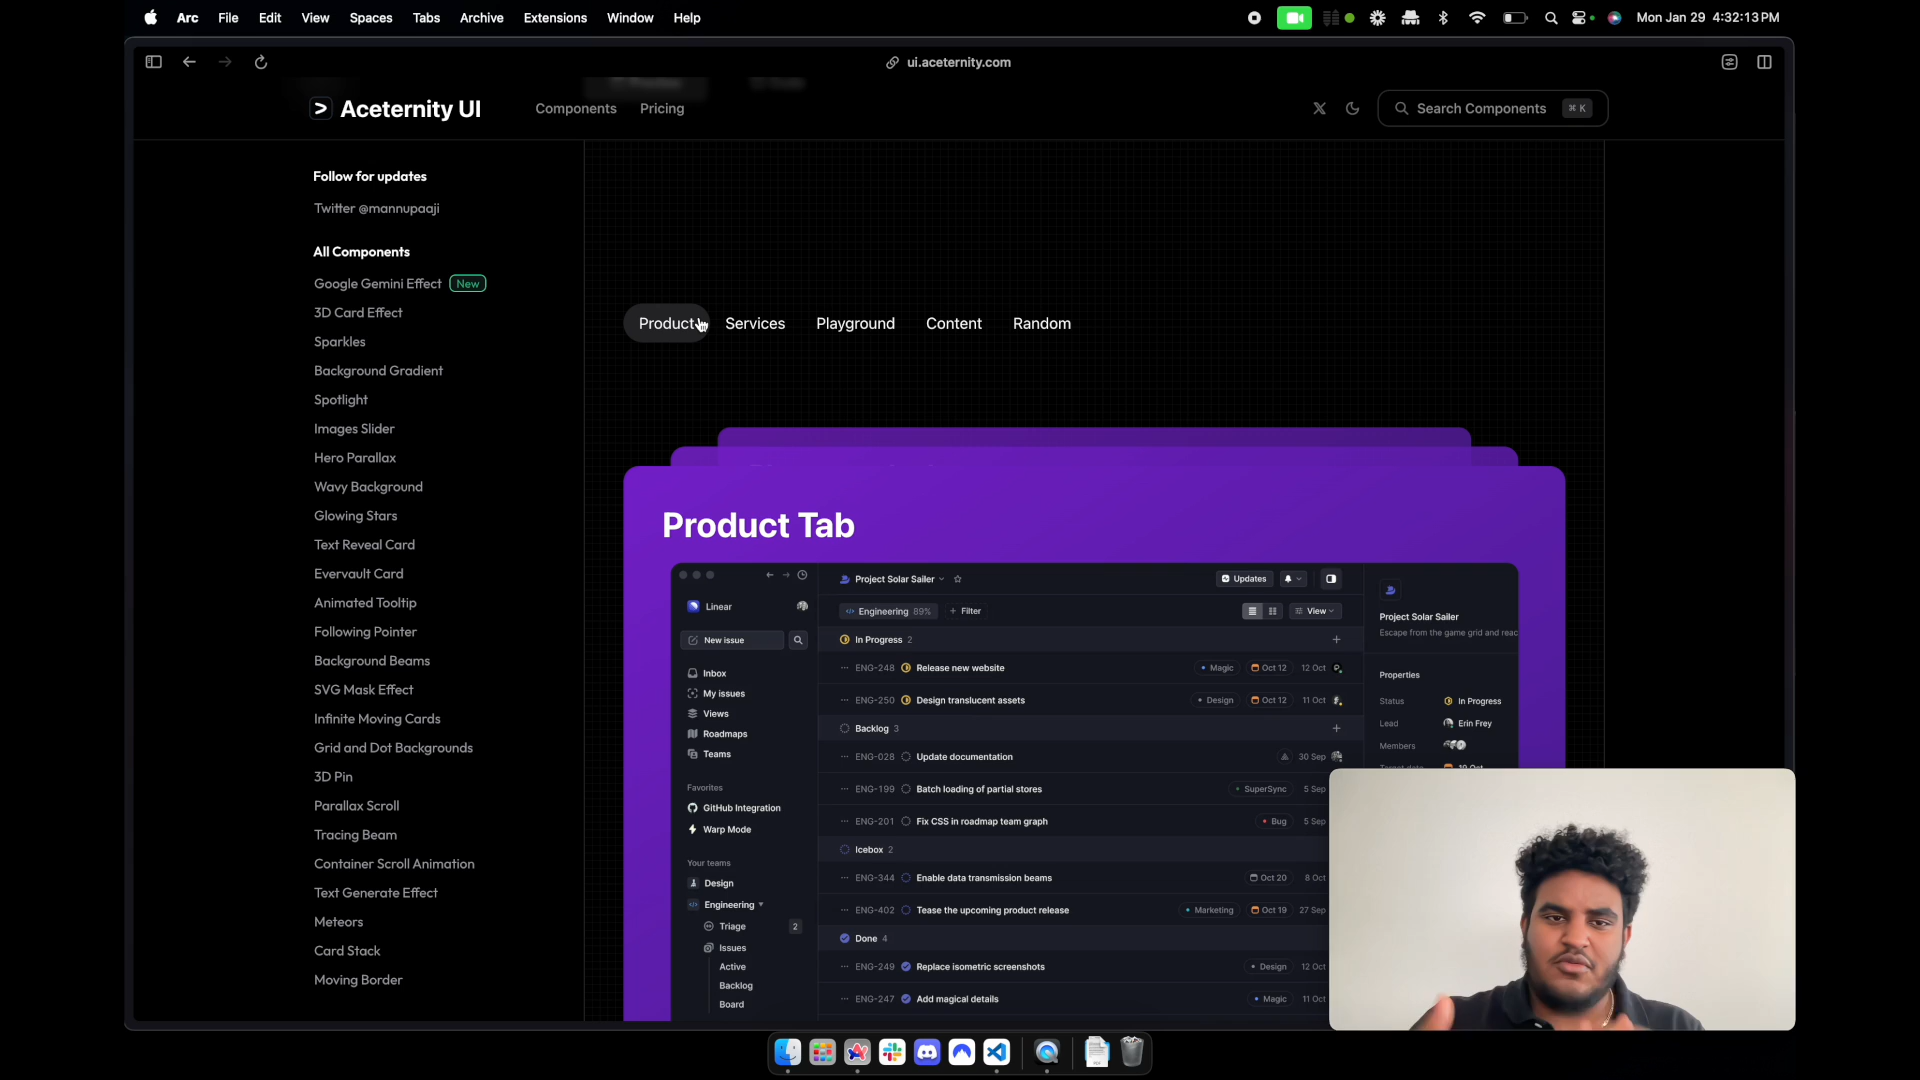 Arc File Edit View Spaces Tabs Archive Extensions Window Help
Mon Jan 29 4:32:13 PM
ui.aceternity.com
Aceternity UI
Components Pricing
Search Components ⌘ K
Follow for updates
Twitter @mannupaaji
All Components
Google Gemini Effect New
3D Card Effect
Sparkles
Background Gradient
Spotlight
Images Slider
Hero Parallax
Wavy Background
Glowing Stars
Text Reveal Card
Evervault Card
Animated Tooltip
Following Pointer
Background Beams
SVG Mask Effect
Infinite Moving Cards
Grid and Dot Backgrounds
3D Pin
Parallax Scroll
Tracing Beam
Container Scroll Animation
Text Generate Effect
Meteors
Card Stack
Moving Border
Product Services Playground Content Random
Product Tab
Linear
New issue
Inbox
My issues
Views
Roadmaps
Teams
Favorites
GitHub Integration
Warp Mode
Your teams
Design
Engineering
Triage 2
Issues
Active
Backlog
Board
Project Solar Sailer
Updates
Engineering 89% + Filter
View
In Progress 2
ENG-248 Release new website Magic Oct 12 12 Oct
ENG-250 Design translucent assets Design Oct 12 11 Oct
Backlog 3
ENG-028 Update documentation 30 Sep
ENG-199 Batch loading of partial stores SuperSync 5 Sep
ENG-201 Fix CSS in roadmap team graph Bug 5 Sep
Icebox 2
ENG-344 Enable data transmission beams Oct 20 8 Oct
ENG-402 Tease the upcoming product release Marketing Oct 19 27 Sep
Done 4
ENG-249 Replace isometric screenshots Design 12 Oct
ENG-247 Add magical details Magic 11 Oct
Project Solar Sailer
Escape from the game grid and reac
Properties
Status In Progress
Lead Erin Frey
Members